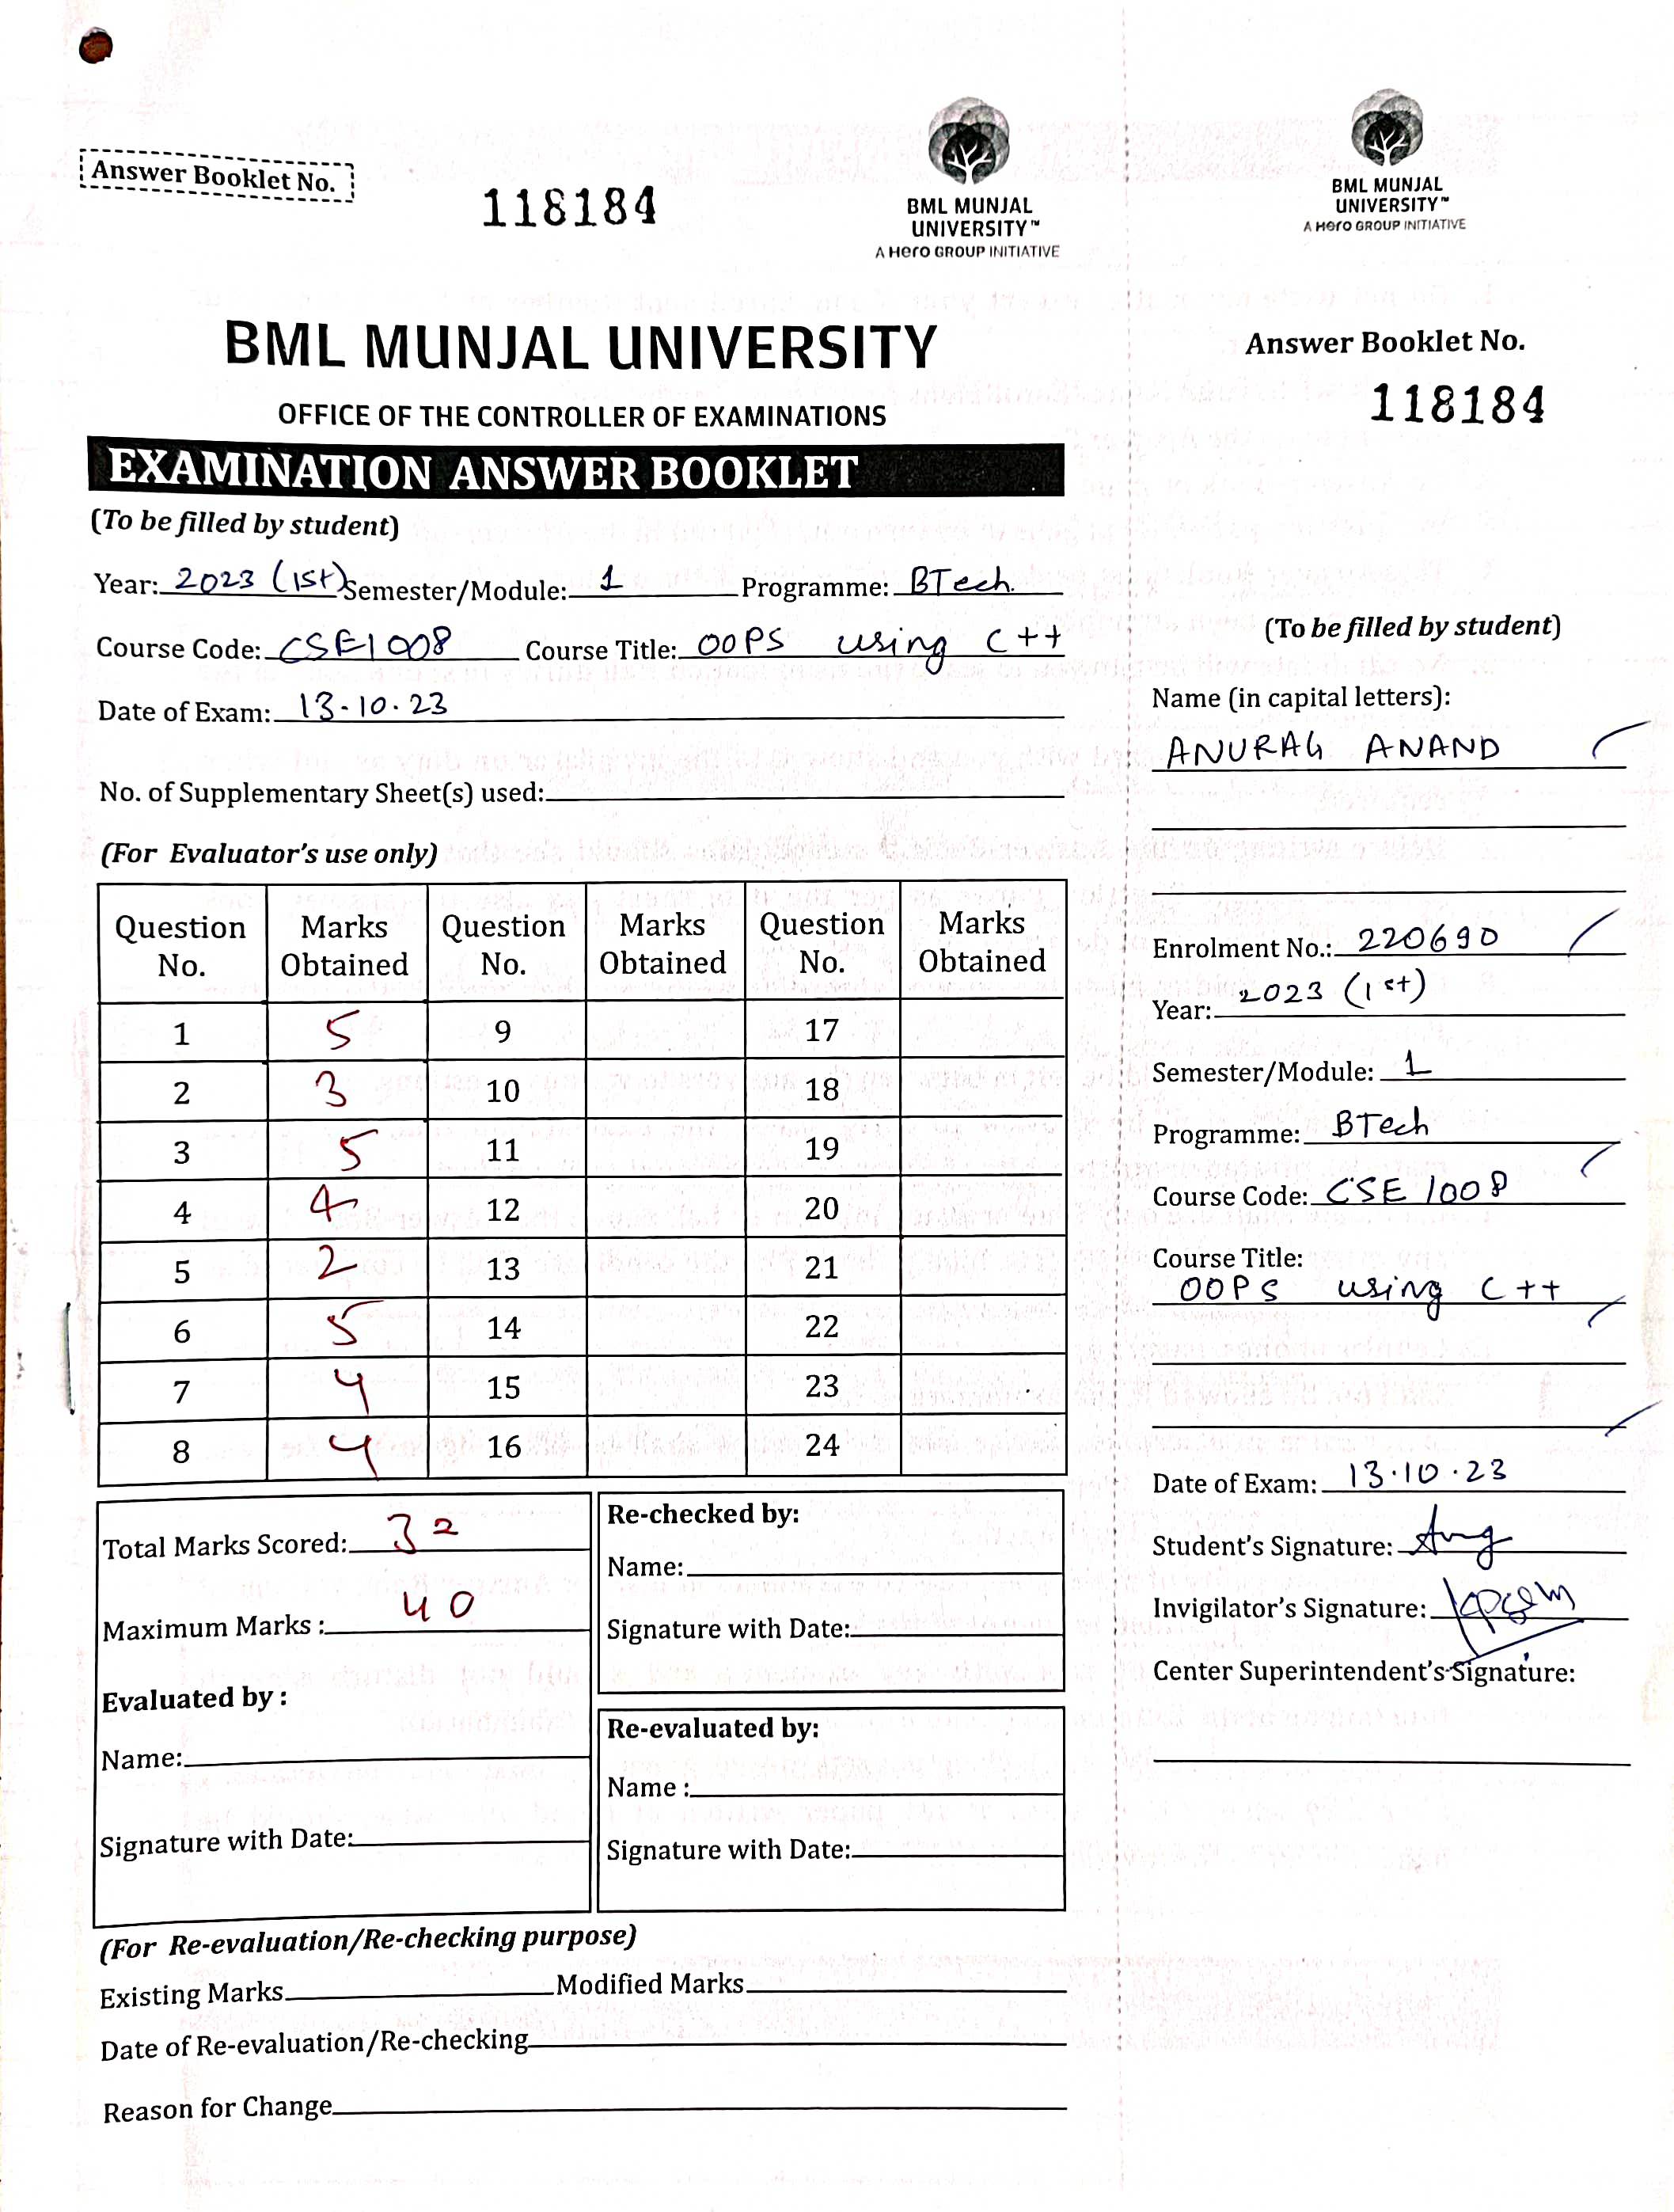 Answer Booklet No.
118184
BML MUNJAL
UNIVERSITY™
A Hero GROUP INITIATIVE
BML MUNJAL UNIVERSITY
OFFICE OF THE CONTROLLER OF EXAMINATIONS
EXAMINATION ANSWER BOOKLET
(To be filled by student)
Year: 2023 (1st) Semester/Module: 1 Programme: BTech.
Course Code: CSE1008 Course Title: OOPS using C++
Date of Exam: 13.10.23
No. of Supplementary Sheet(s) used:
(For Evaluator's use only)
Question No. Marks Obtained Question No. Marks Obtained Question No. Marks Obtained
1 5 9 17
2 3 10 18
3 5 11 19
4 4 12 20
5 2 13 21
6 5 14 22
7 4 15 23
8 4 16 24
Total Marks Scored: 32
Maximum Marks : 40
Evaluated by :
Name:
Signature with Date:
Re-checked by:
Name:
Signature with Date:
Re-evaluated by:
Name :
Signature with Date:
(For Re-evaluation/Re-checking purpose)
Existing Marks Modified Marks
Date of Re-evaluation/Re-checking
Reason for Change
BML MUNJAL
UNIVERSITY™
A Hero GROUP INITIATIVE
Answer Booklet No.
118184
(To be filled by student)
Name (in capital letters):
ANURAG ANAND
Enrolment No.: 220690
Year: 2023 (1st)
Semester/Module: 1
Programme: BTech
Course Code: CSE 1008
Course Title:
OOPS using C++
Date of Exam: 13.10.23
Student's Signature:
Invigilator's Signature:
Center Superintendent's Signature: